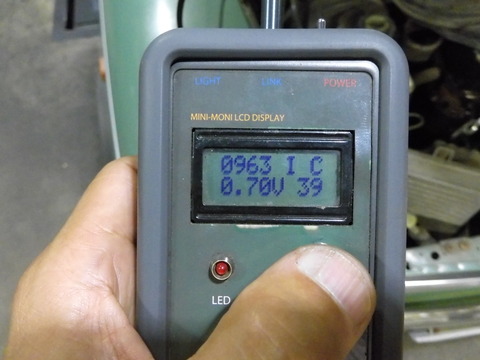 LIGHT LINK POWER
MINI-MONI LCD DISPLAY
0963 I C
0.70V 39
LED